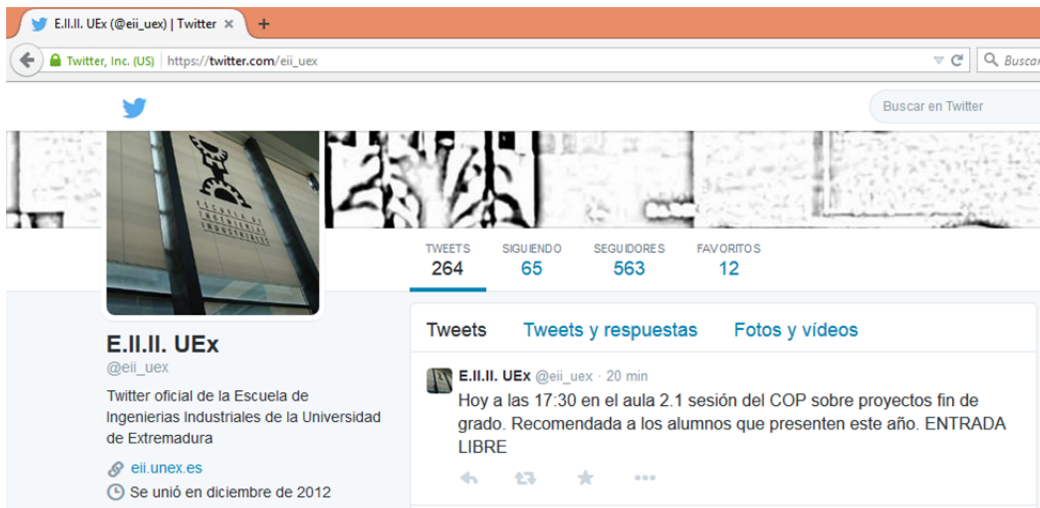 E.II.II. UEx (@eii_uex) | Twitter × +
Twitter, Inc. (US) https://twitter.com/eii_uex
Buscar
Buscar en Twitter
ESCUELA DE
INGENIERÍAS
INDUSTRIALES
TWEETS SIGUIENDO SEGUIDORES FAVORITOS
264 65 563 12
E.II.II. UEx
@eii_uex
Twitter oficial de la Escuela de
Ingenierias Industriales de la Universidad
de Extremadura
eii.unex.es
Se unió en diciembre de 2012
Tweets Tweets y respuestas Fotos y vídeos
E.II.II. UEx @eii_uex · 20 min
Hoy a las 17:30 en el aula 2.1 sesión del COP sobre proyectos fin de
grado. Recomendada a los alumnos que presenten este año. ENTRADA
LIBRE